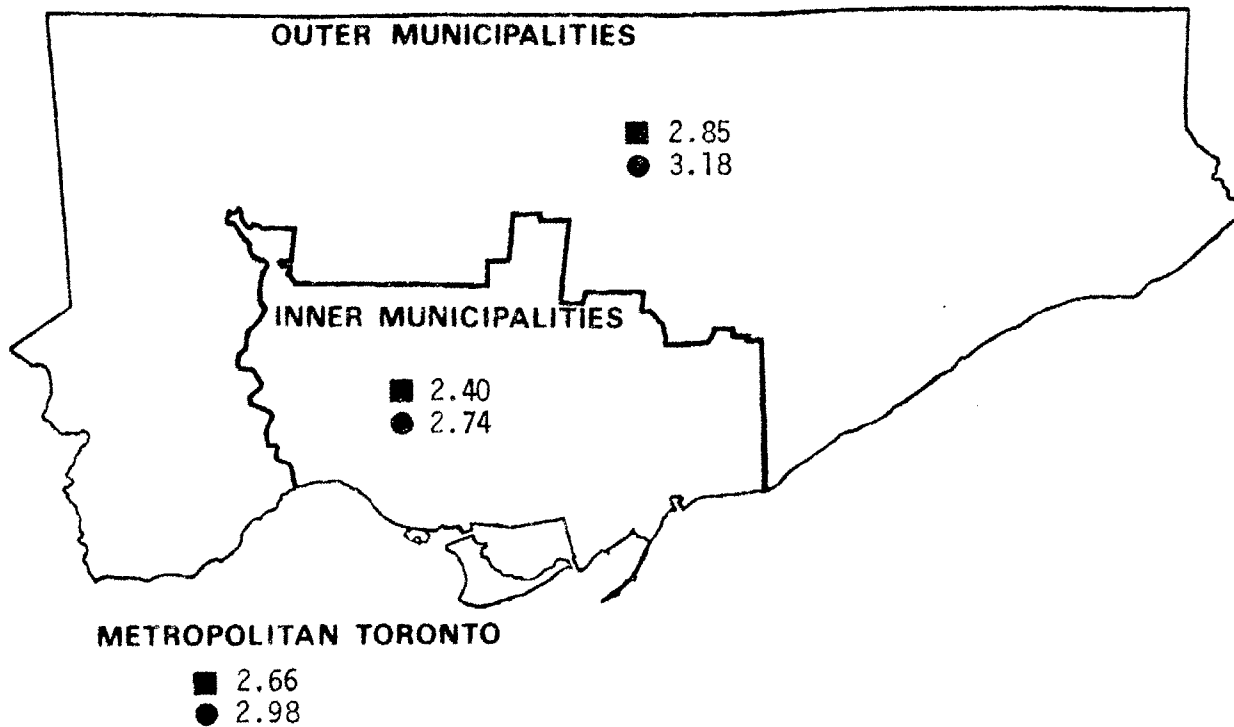 OUTER MUNICIPALITIES
■ 2.85
● 3.18
INNER MUNICIPALITIES
■ 2.40
● 2.74
METROPOLITAN TORONTO
■ 2.66
● 2.98